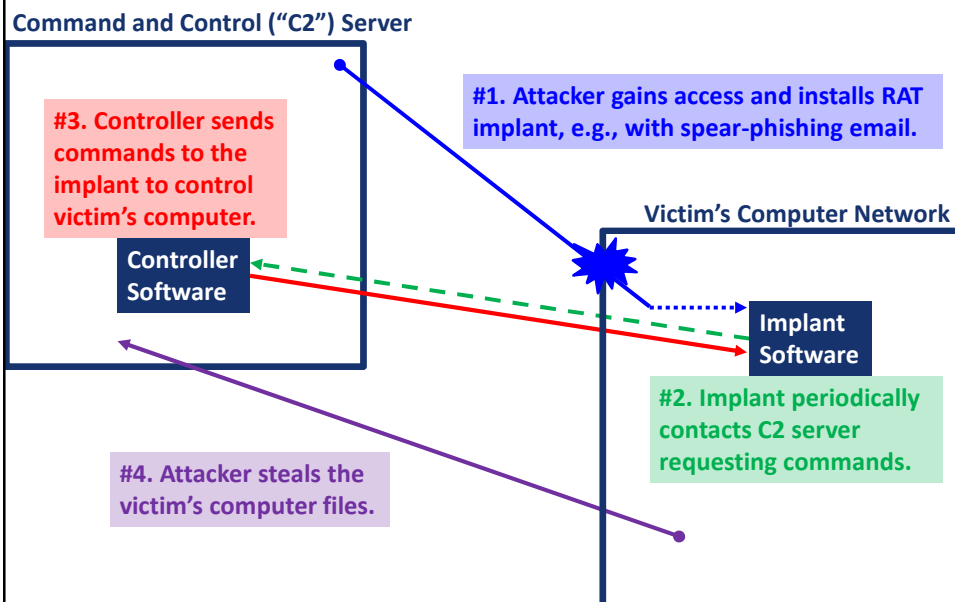 Command and Control (“C2”) Server
#1. Attacker gains access and installs RAT
implant, e.g., with spear-phishing email.
#3. Controller sends
commands to the
implant to control
victim’s computer.
Victim’s Computer Network
Controller
Software
Implant
Software
#2. Implant periodically
contacts C2 server
requesting commands.
#4. Attacker steals the
victim’s computer files.